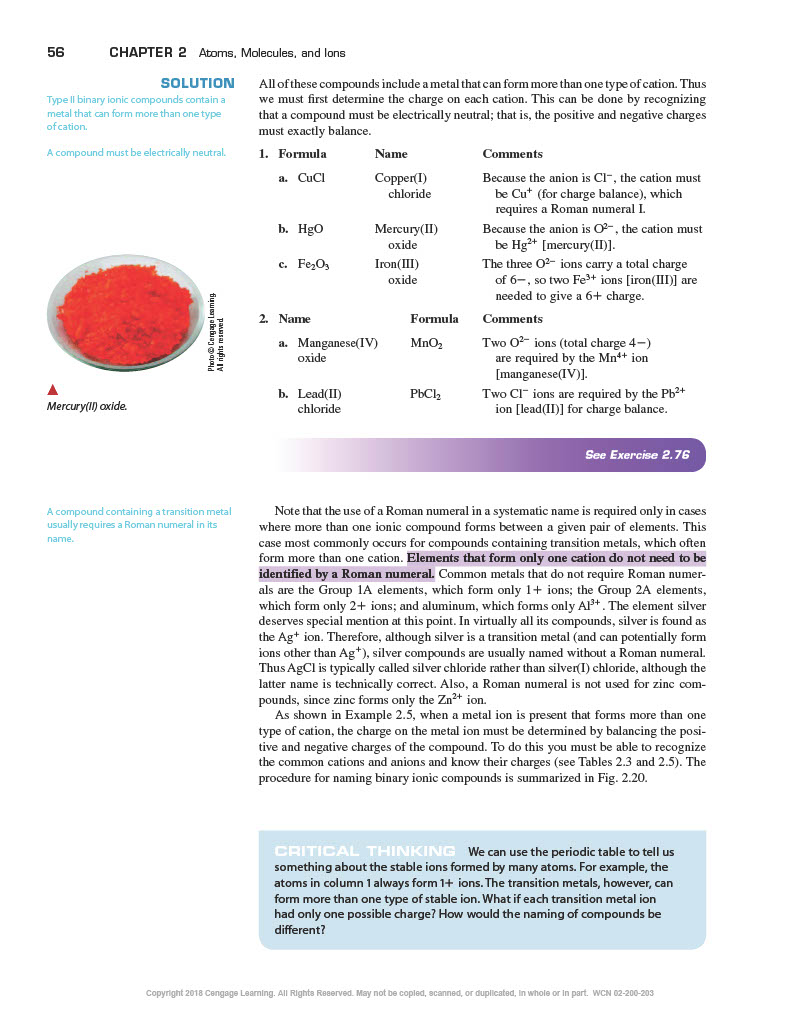 56 CHAPTER 2 Atoms, Molecules, and Ions
SOLUTION
Type II binary ionic compounds contain a
metal that can form more than one type
of cation.
A compound must be electrically neutral.
All of these compounds include a metal that can form more than one type of cation. Thus
we must first determine the charge on each cation. This can be done by recognizing
that a compound must be electrically neutral; that is, the positive and negative charges
must exactly balance.
1. Formula Name Comments
a. CuCl Copper(I) Because the anion is Cl⁻, the cation must
chloride be Cu⁺ (for charge balance), which
requires a Roman numeral I.
b. HgO Mercury(II) Because the anion is O²⁻, the cation must
oxide be Hg²⁺ [mercury(II)].
c. Fe₂O₃ Iron(III) The three O²⁻ ions carry a total charge
oxide of 6−, so two Fe³⁺ ions [iron(III)] are
needed to give a 6+ charge.
2. Name Formula Comments
a. Manganese(IV) MnO₂ Two O²⁻ ions (total charge 4−)
oxide are required by the Mn⁴⁺ ion
[manganese(IV)].
b. Lead(II) PbCl₂ Two Cl⁻ ions are required by the Pb²⁺
chloride ion [lead(II)] for charge balance.
Photo © Cengage Learning.
All rights reserved.
Mercury(II) oxide.
See Exercise 2.76
A compound containing a transition metal
usually requires a Roman numeral in its
name.
Note that the use of a Roman numeral in a systematic name is required only in cases
where more than one ionic compound forms between a given pair of elements. This
case most commonly occurs for compounds containing transition metals, which often
form more than one cation. Elements that form only one cation do not need to be
identified by a Roman numeral. Common metals that do not require Roman numer-
als are the Group 1A elements, which form only 1+ ions; the Group 2A elements,
which form only 2+ ions; and aluminum, which forms only Al³⁺. The element silver
deserves special mention at this point. In virtually all its compounds, silver is found as
the Ag⁺ ion. Therefore, although silver is a transition metal (and can potentially form
ions other than Ag⁺), silver compounds are usually named without a Roman numeral.
Thus AgCl is typically called silver chloride rather than silver(I) chloride, although the
latter name is technically correct. Also, a Roman numeral is not used for zinc com-
pounds, since zinc forms only the Zn²⁺ ion.
As shown in Example 2.5, when a metal ion is present that forms more than one
type of cation, the charge on the metal ion must be determined by balancing the posi-
tive and negative charges of the compound. To do this you must be able to recognize
the common cations and anions and know their charges (see Tables 2.3 and 2.5). The
procedure for naming binary ionic compounds is summarized in Fig. 2.20.
CRITICAL THINKING We can use the periodic table to tell us
something about the stable ions formed by many atoms. For example, the
atoms in column 1 always form 1+ ions. The transition metals, however, can
form more than one type of stable ion. What if each transition metal ion
had only one possible charge? How would the naming of compounds be
different?
Copyright 2018 Cengage Learning. All Rights Reserved. May not be copied, scanned, or duplicated, in whole or in part. WCN 02-200-203